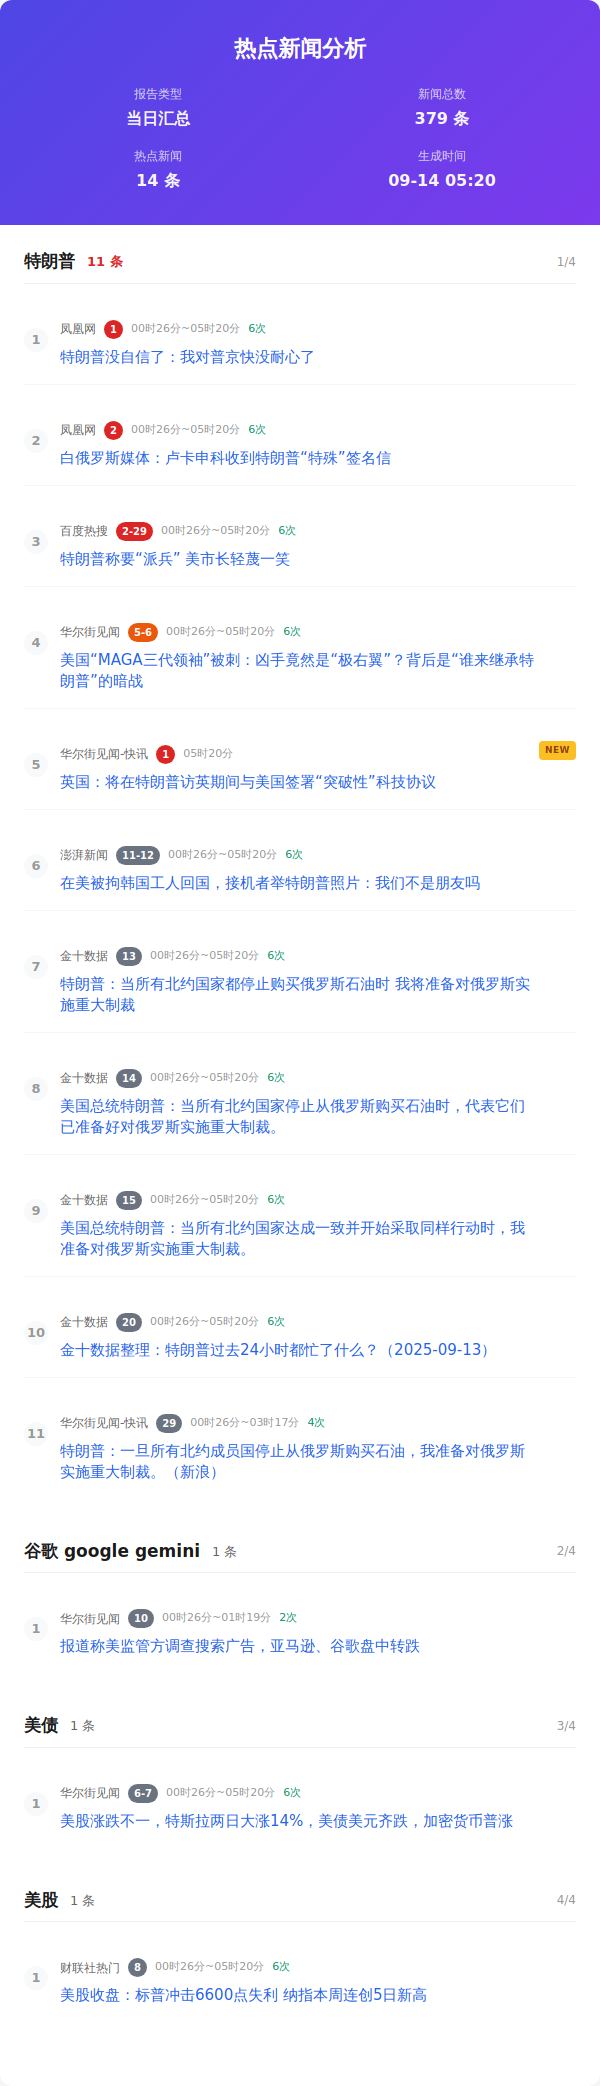 热点新闻分析
报告类型
当日汇总
新闻总数
379 条
热点新闻
14 条
生成时间
09-14 05:20
特朗普 11 条 1/4
1 凤凰网 1 00时26分~05时20分 6次
特朗普没自信了：我对普京快没耐心了
2 凤凰网 2 00时26分~05时20分 6次
白俄罗斯媒体：卢卡申科收到特朗普“特殊”签名信
3 百度热搜 2-29 00时26分~05时20分 6次
特朗普称要“派兵” 美市长轻蔑一笑
4 华尔街见闻 5-6 00时26分~05时20分 6次
美国“MAGA三代领袖”被刺：凶手竟然是“极右翼”？背后是“谁来继承特
朗普”的暗战
5 华尔街见闻-快讯 1 05时20分 NEW
英国：将在特朗普访英期间与美国签署“突破性”科技协议
6 澎湃新闻 11-12 00时26分~05时20分 6次
在美被拘韩国工人回国，接机者举特朗普照片：我们不是朋友吗
7 金十数据 13 00时26分~05时20分 6次
特朗普：当所有北约国家都停止购买俄罗斯石油时 我将准备对俄罗斯实
施重大制裁
8 金十数据 14 00时26分~05时20分 6次
美国总统特朗普：当所有北约国家停止从俄罗斯购买石油时，代表它们
已准备好对俄罗斯实施重大制裁。
9 金十数据 15 00时26分~05时20分 6次
美国总统特朗普：当所有北约国家达成一致并开始采取同样行动时，我
准备对俄罗斯实施重大制裁。
10 金十数据 20 00时26分~05时20分 6次
金十数据整理：特朗普过去24小时都忙了什么？（2025-09-13）
11 华尔街见闻-快讯 29 00时26分~03时17分 4次
特朗普：一旦所有北约成员国停止从俄罗斯购买石油，我准备对俄罗斯
实施重大制裁。（新浪）
谷歌 google gemini 1 条 2/4
1 华尔街见闻 10 00时26分~01时19分 2次
报道称美监管方调查搜索广告，亚马逊、谷歌盘中转跌
美债 1 条 3/4
1 华尔街见闻 6-7 00时26分~05时20分 6次
美股涨跌不一，特斯拉两日大涨14%，美债美元齐跌，加密货币普涨
美股 1 条 4/4
1 财联社热门 8 00时26分~05时20分 6次
美股收盘：标普冲击6600点失利 纳指本周连创5日新高